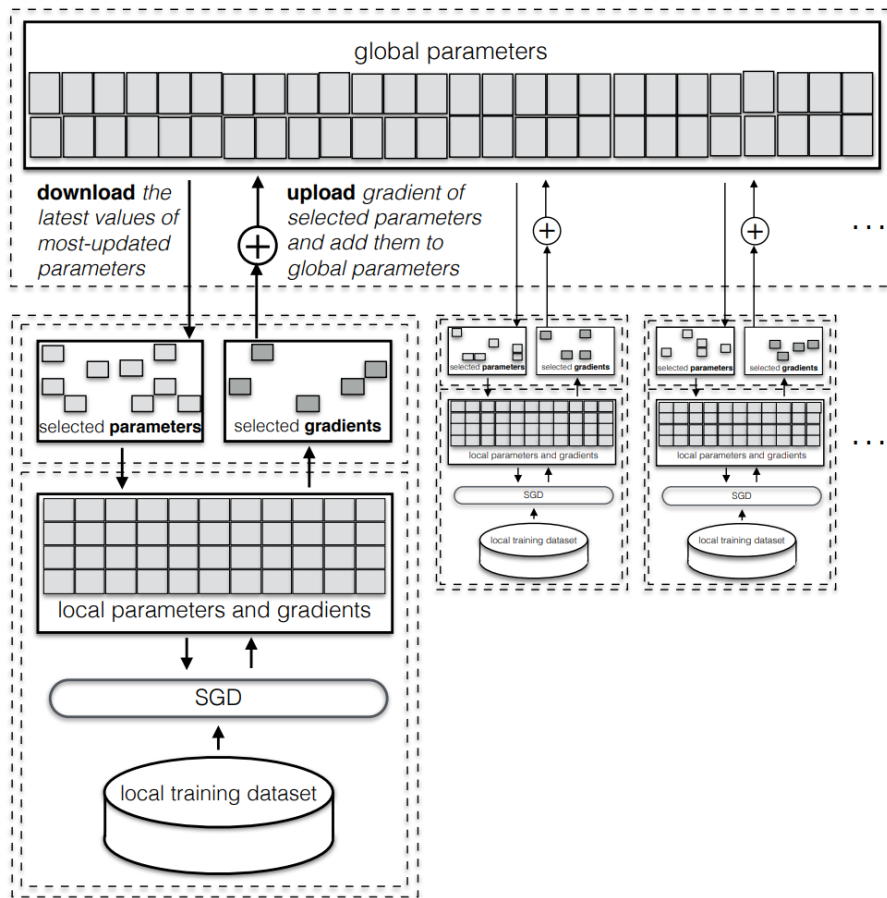 global parameters
download the
latest values of
most-updated
parameters
upload gradient of
selected parameters
and add them to
global parameters
...
selected parameters
selected gradients
local parameters and gradients
SGD
local training dataset
selected parameters
selected gradients
local parameters and gradients
SGD
local training dataset
selected parameters
selected gradients
local parameters and gradients
SGD
local training dataset
...